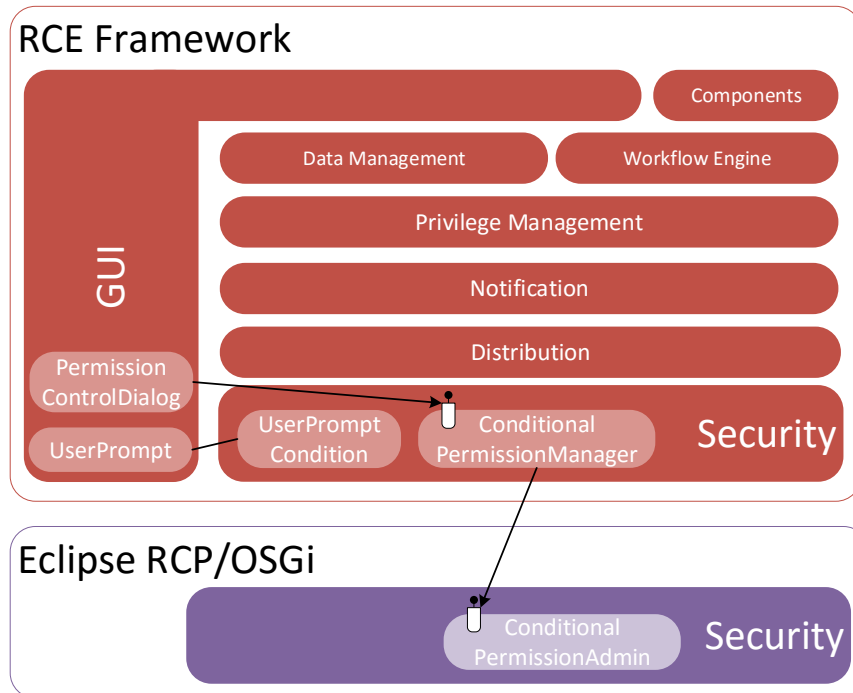 RCE Framework
Components
Data Management
Workflow Engine
Privilege Management
GUI
Notification
Distribution
Permission
ControlDialog
UserPrompt
UserPrompt
Condition
Conditional
PermissionManager
Security
Eclipse RCP/OSGi
Conditional
PermissionAdmin
Security